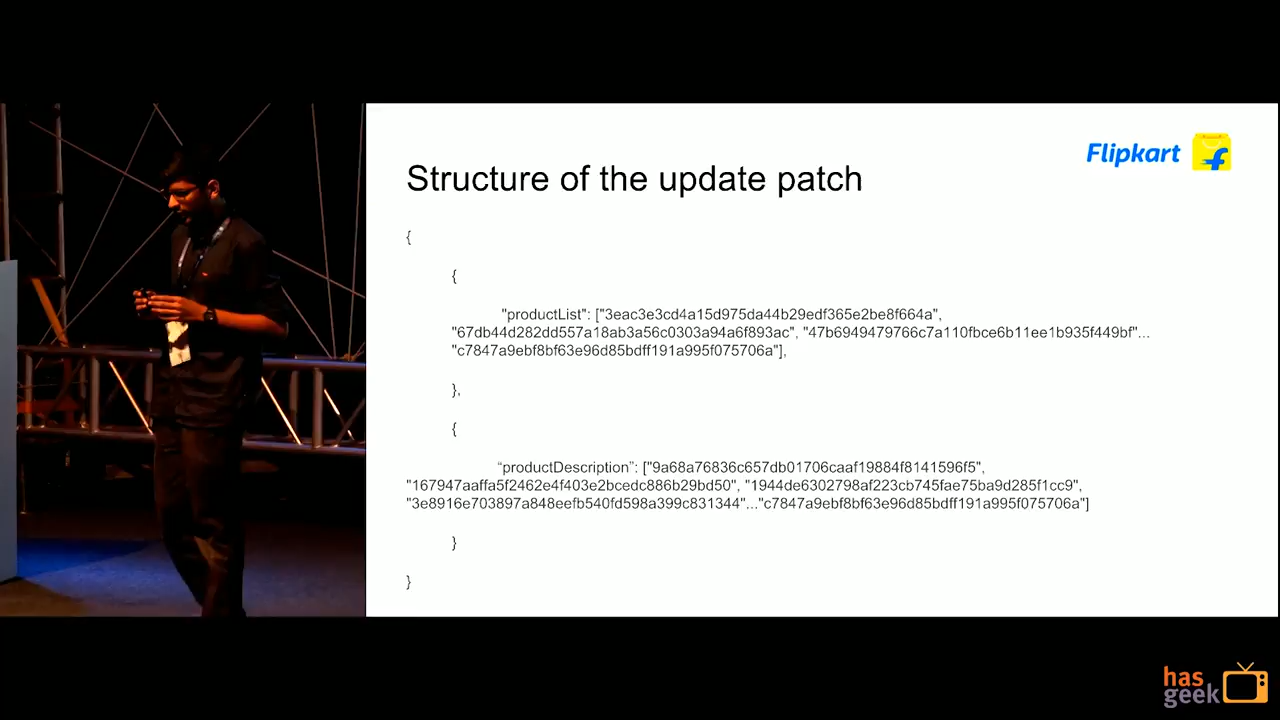 Flipkart
Structure of the update patch
{
{
"productList": ["3eac3e3cd4a15d975da44b29edf365e2be8f664a",
"67db44d282dd557a18ab3a56c0303a94a6f893ac", "47b6949479766c7a110fbce6b11ee1b935f449bf"...
"c7847a9ebf8bf63e96d85bdff191a995f075706a"],
},
{
“productDescription”: ["9a68a76836c657db01706caaf19884f8141596f5",
"167947aaffa5f2462e4f403e2bcedc886b29bd50", "1944de6302798af223cb745fae75ba9d285f1cc9",
"3e8916e703897a848eefb540fd598a399c831344"..."c7847a9ebf8bf63e96d85bdff191a995f075706a"]
}
}
has
geek